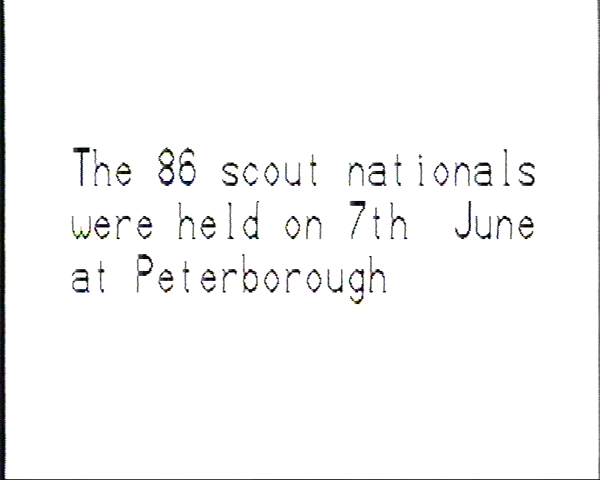 The 86 scout nationals
were held on 7th June
at Peterborough